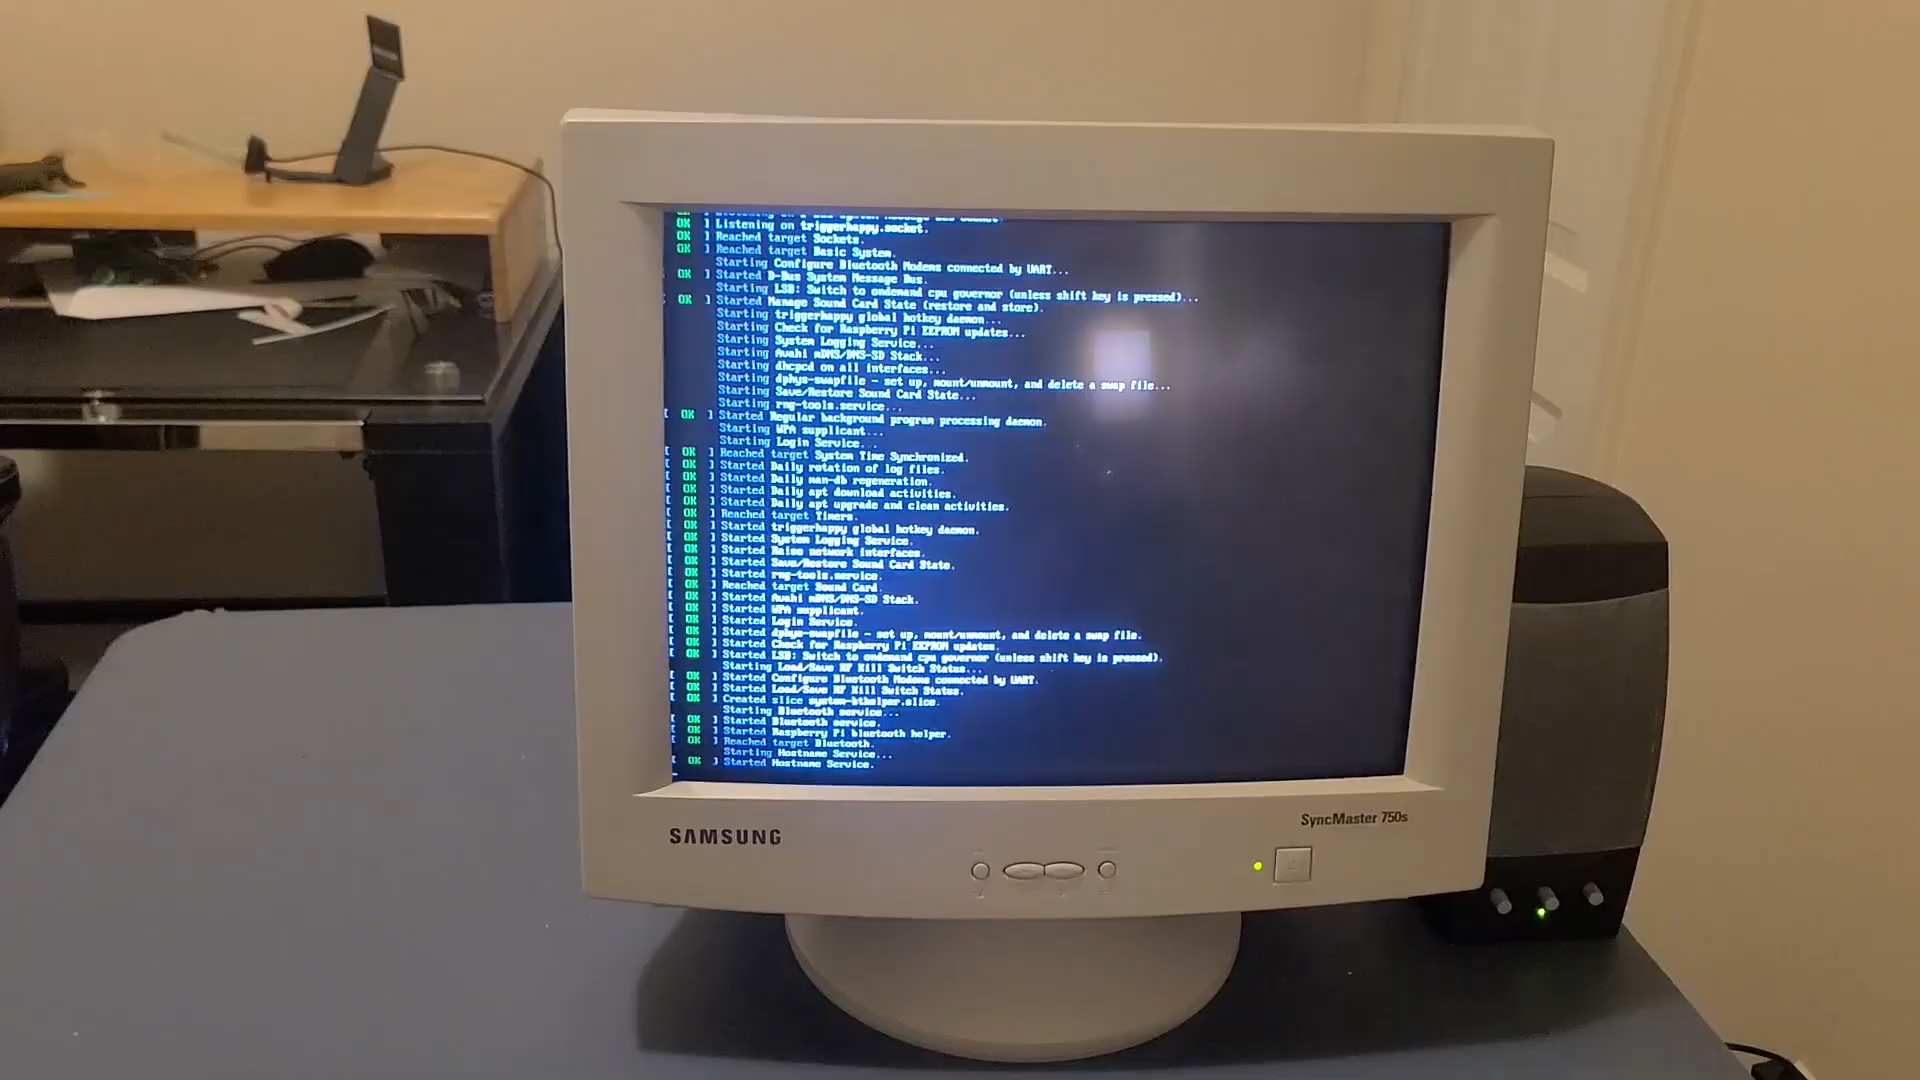 [ OK ] Listening on triggerhappy.socket.
[ OK ] Reached target Sockets.
[ OK ] Reached target Basic System.
Starting Configure Bluetooth Modems connected by UART...
[ OK ] Started D-Bus System Message Bus.
Starting LSB: Switch to ondemand cpu governor (unless shift key is pressed)...
[ OK ] Started Manage Sound Card State (restore and store).
Starting triggerhappy global hotkey daemon...
Starting Check for Raspberry Pi EEPROM updates...
Starting System Logging Service...
Starting Avahi mDNS/DNS-SD Stack...
Starting dhcpcd on all interfaces...
Starting dphys-swapfile - set up, mount/unmount, and delete a swap file...
Starting Save/Restore Sound Card State...
Starting rng-tools.service...
[ OK ] Started Regular background program processing daemon.
Starting WPA supplicant...
Starting Login Service...
[ OK ] Reached target System Time Synchronized.
[ OK ] Started Daily rotation of log files.
[ OK ] Started Daily man-db regeneration.
[ OK ] Started Daily apt download activities.
[ OK ] Started Daily apt upgrade and clean activities.
[ OK ] Reached target Timers.
[ OK ] Started triggerhappy global hotkey daemon.
[ OK ] Started System Logging Service.
[ OK ] Started Raise network interfaces.
[ OK ] Started Save/Restore Sound Card State.
[ OK ] Started rng-tools.service.
[ OK ] Reached target Sound Card.
[ OK ] Started Avahi mDNS/DNS-SD Stack.
[ OK ] Started WPA supplicant.
[ OK ] Started Login Service.
[ OK ] Started dphys-swapfile - set up, mount/unmount, and delete a swap file.
[ OK ] Started Check for Raspberry Pi EEPROM updates.
[ OK ] Started LSB: Switch to ondemand cpu governor (unless shift key is pressed).
Starting Load/Save RF Kill Switch Status...
[ OK ] Started Configure Bluetooth Modems connected by UART.
[ OK ] Started Load/Save RF Kill Switch Status.
[ OK ] Created slice system-bthelper.slice.
Starting Bluetooth service...
[ OK ] Started Bluetooth service.
[ OK ] Started Raspberry Pi bluetooth helper.
[ OK ] Reached target Bluetooth.
Starting Hostname Service...
[ OK ] Started Hostname Service.
SAMSUNG
SyncMaster 750s